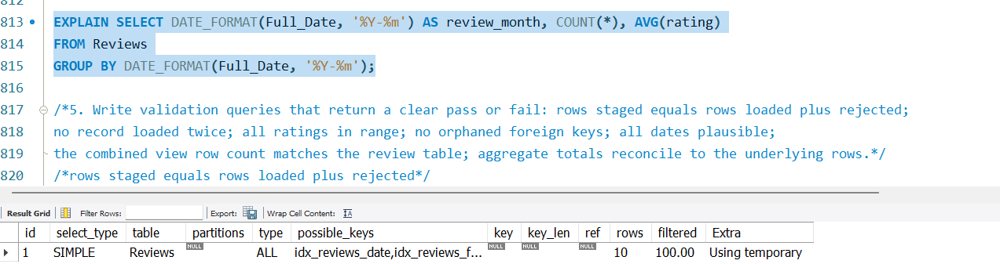 812
813 EXPLAIN SELECT DATE_FORMAT(Full_Date, '%Y-%m') AS review_month, COUNT(*), AVG(rating)
814 FROM Reviews
815 GROUP BY DATE_FORMAT(Full_Date, '%Y-%m');
816
817 /*5. Write validation queries that return a clear pass or fail: rows staged equals rows loaded plus rejected;
818 no record loaded twice; all ratings in range; no orphaned foreign keys; all dates plausible;
819 the combined view row count matches the review table; aggregate totals reconcile to the underlying rows.*/
820 /*rows staged equals rows loaded plus rejected*/
Result Grid Filter Rows: Export: Wrap Cell Content: IA
id select_type table partitions type possible_keys key key_len ref rows filtered Extra
1 SIMPLE Reviews NULL ALL idx_reviews_date,idx_reviews_f... NULL NULL NULL 10 100.00 Using temporary